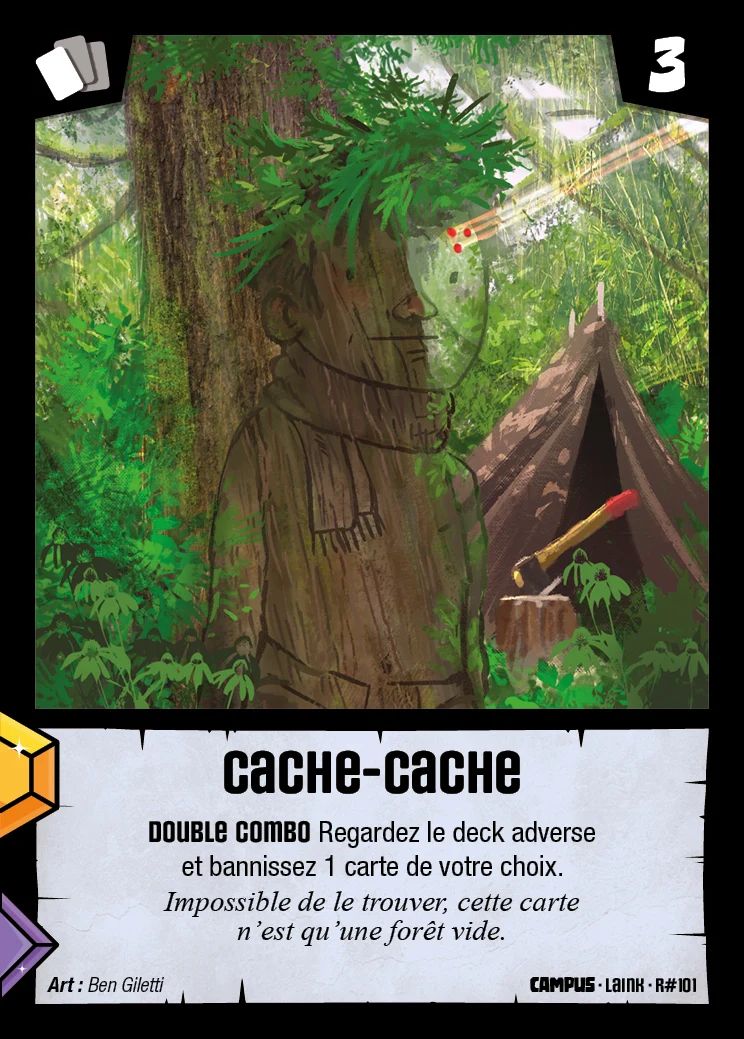 3
CACHE-CACHE
DOUBLE COMBO Regardez le deck adverse
et bannissez 1 carte de votre choix.
Impossible de le trouver, cette carte
n’est qu’une forêt vide.
Art : Ben Giletti
CAMPUS · LAINK · R#101